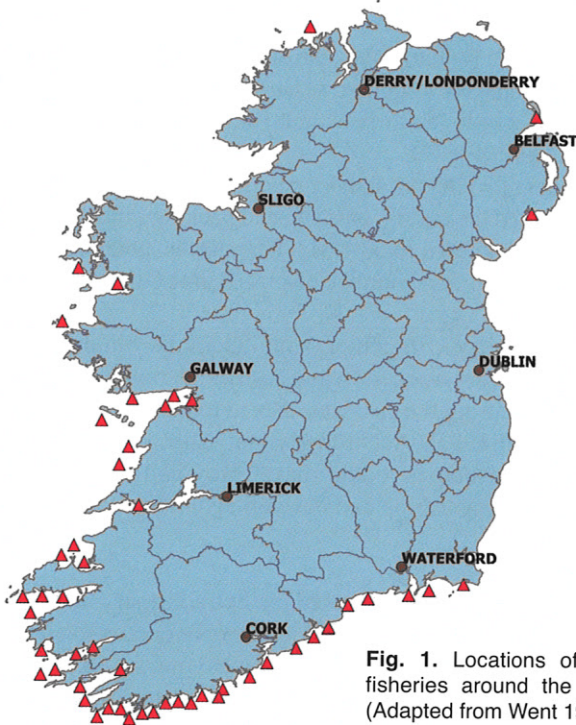 DERRY/LONDONDERRY
BELFAST
SLIGO
GALWAY
DUBLIN
LIMERICK
WATERFORD
CORK
Fig. 1. Locations of
fisheries around the
(Adapted from Went 1